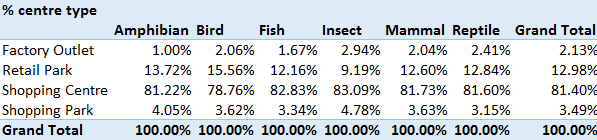 % centre type
Amphibian Bird Fish Insect Mammal Reptile Grand Total
Factory Outlet 1.00% 2.06% 1.67% 2.94% 2.04% 2.41% 2.13%
Retail Park 13.72% 15.56% 12.16% 9.19% 12.60% 12.84% 12.98%
Shopping Centre 81.22% 78.76% 82.83% 83.09% 81.73% 81.60% 81.40%
Shopping Park 4.05% 3.62% 3.34% 4.78% 3.63% 3.15% 3.49%
Grand Total 100.00% 100.00% 100.00% 100.00% 100.00% 100.00% 100.00%